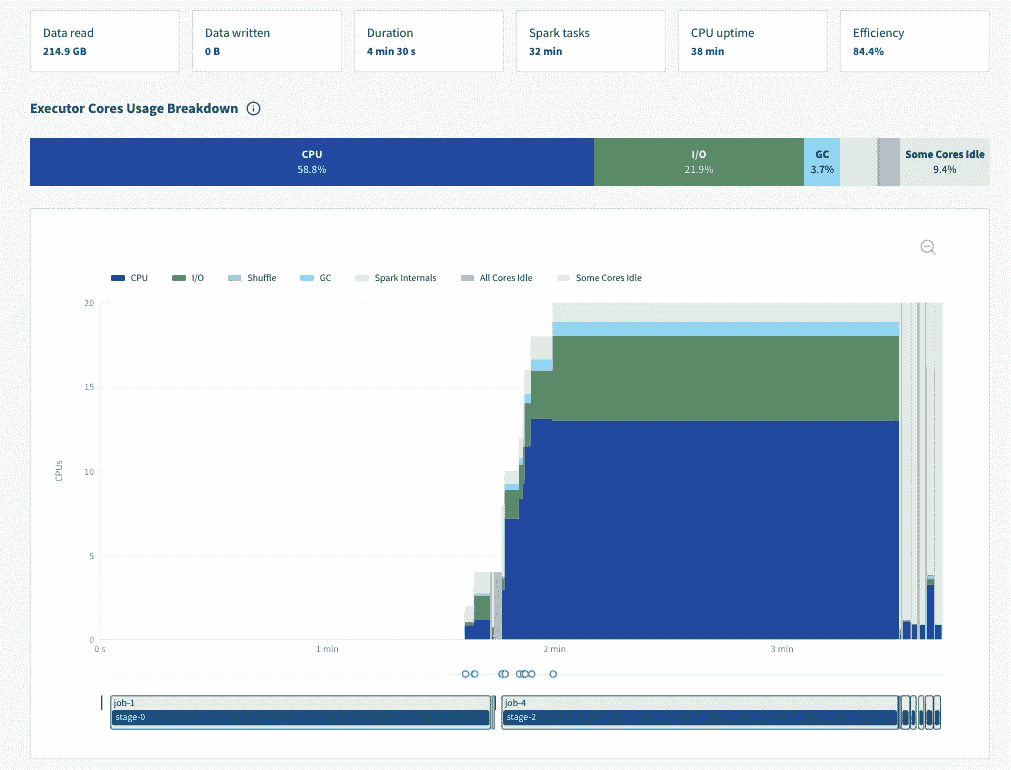 Data read
214.9 GB
Data written
0 B
Duration
4 min 30 s
Spark tasks
32 min
CPU uptime
38 min
Efficiency
84.4%
Executor Cores Usage Breakdown
CPU
58.8%
I/O
21.9%
GC
3.7%
Some Cores Idle
9.4%
CPU I/O Shuffle GC Spark Internals All Cores Idle Some Cores Idle
20
15
10
5
0
CPUs
0 s 1 min 2 min 3 min
job-1 job-4
stage-0 stage-2